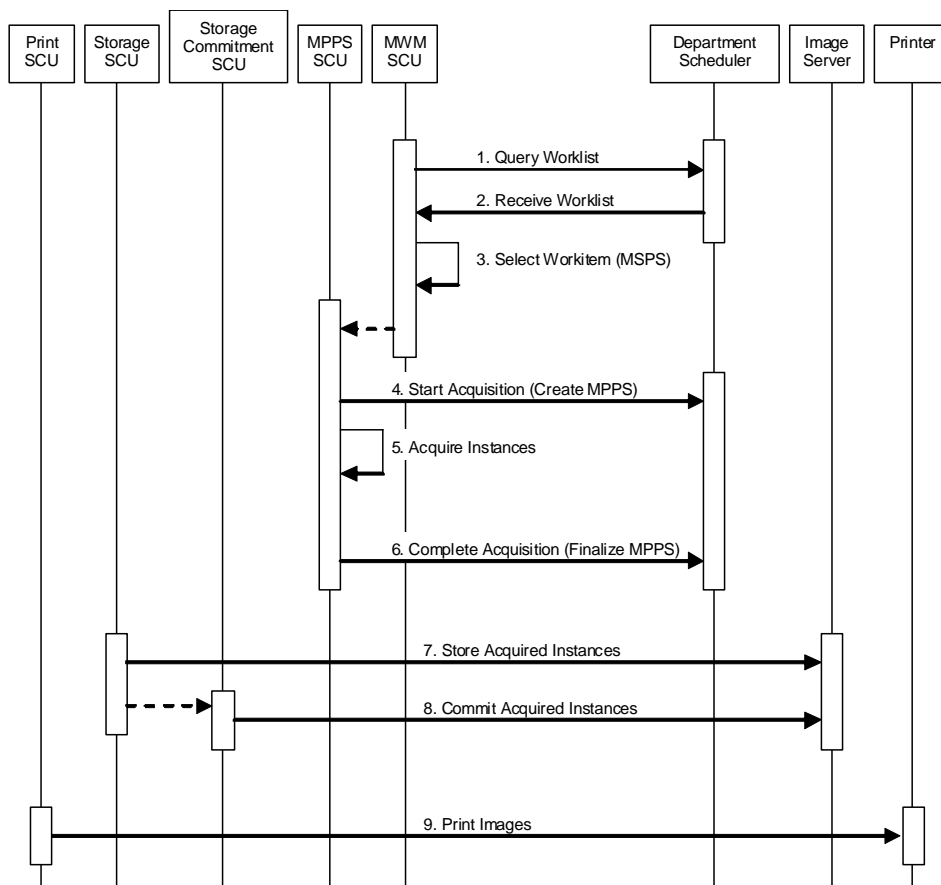 Print
SCU
Storage
SCU
Storage
Commitment
SCU
MPPS
SCU
MWM
SCU
Department
Scheduler
Image
Server
Printer
1. Query Worklist
2. Receive Worklist
3. Select Workitem (MSPS)
4. Start Acquisition (Create MPPS)
5. Acquire Instances
6. Complete Acquisition (Finalize MPPS)
7. Store Acquired Instances
8. Commit Acquired Instances
9. Print Images